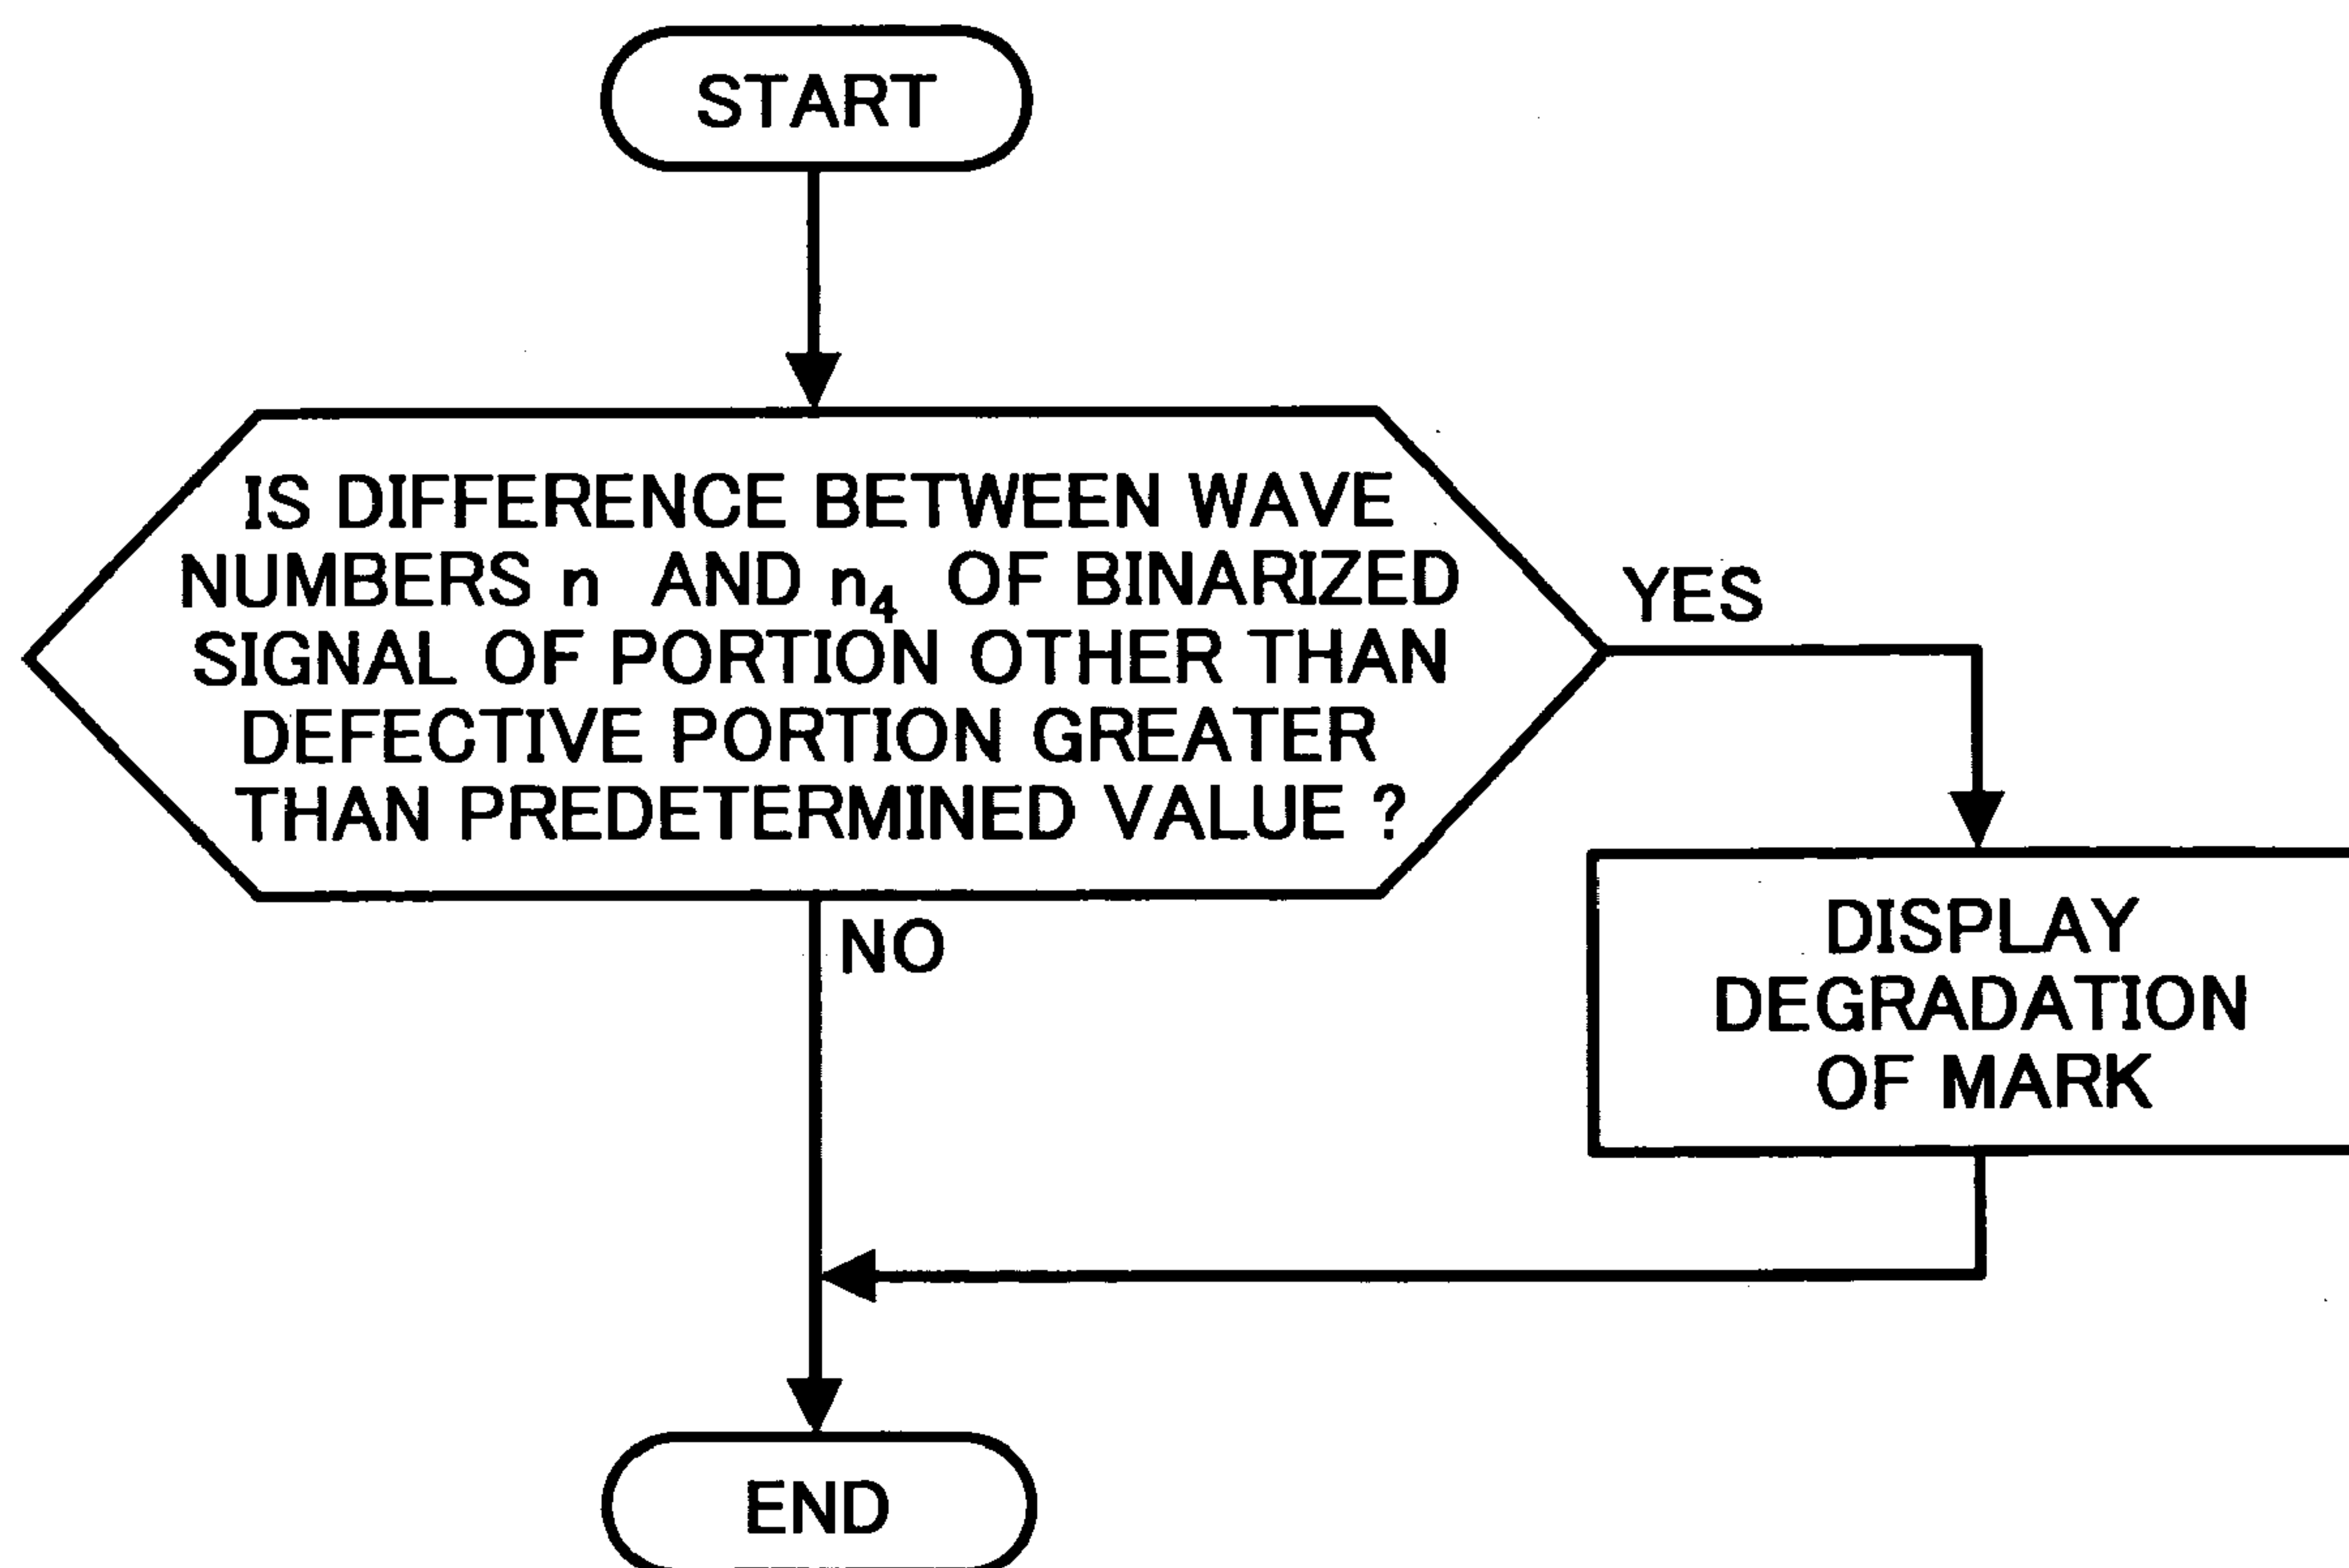 START
IS DIFFERENCE BETWEEN WAVE
NUMBERS n AND n₄ OF BINARIZED
SIGNAL OF PORTION OTHER THAN
DEFECTIVE PORTION GREATER
THAN PREDETERMINED VALUE ?
YES
NO
DISPLAY
DEGRADATION
OF MARK
END